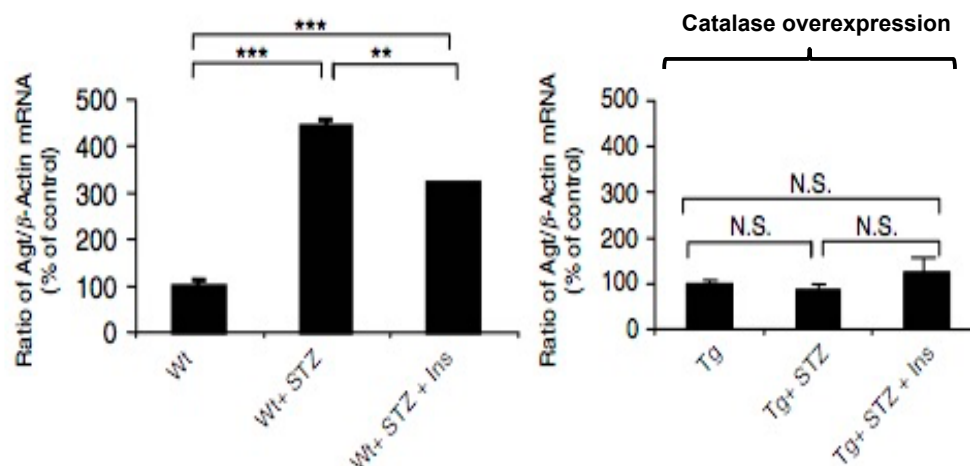 ***
***
**
Ratio of Agt/β-Actin mRNA
(% of control)
500
400
300
200
100
0
Wt
Wt+ STZ
Wt+ STZ + Ins
Catalase overexpression
Ratio of Agt/β-Actin mRNA
(% of control)
500
400
300
200
100
0
N.S.
N.S.
N.S.
Tg
Tg+ STZ
Tg+ STZ + Ins